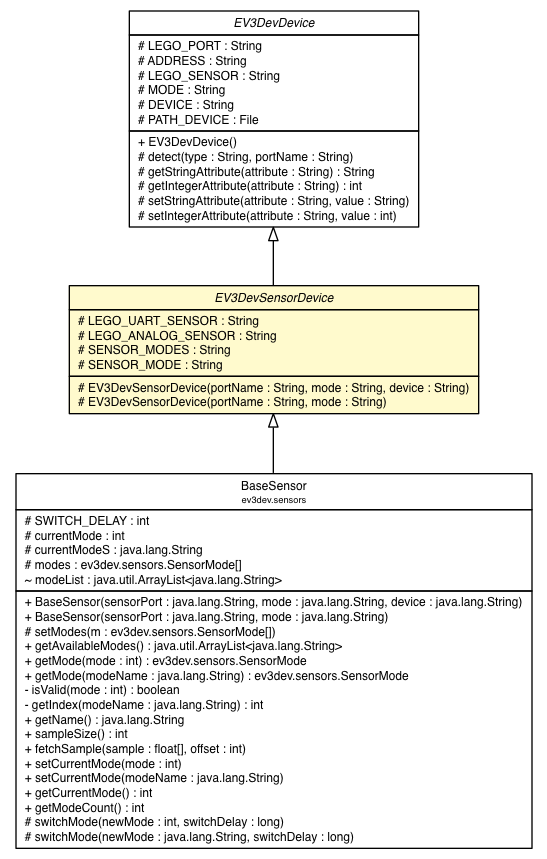 EV3DevDevice
# LEGO_PORT : String
# ADDRESS : String
# LEGO_SENSOR : String
# MODE : String
# DEVICE : String
# PATH_DEVICE : File
+ EV3DevDevice()
# detect(type : String, portName : String)
# getStringAttribute(attribute : String) : String
# getIntegerAttribute(attribute : String) : int
# setStringAttribute(attribute : String, value : String)
# setIntegerAttribute(attribute : String, value : int)
EV3DevSensorDevice
# LEGO_UART_SENSOR : String
# LEGO_ANALOG_SENSOR : String
# SENSOR_MODES : String
# SENSOR_MODE : String
# EV3DevSensorDevice(portName : String, mode : String, device : String)
# EV3DevSensorDevice(portName : String, mode : String)
BaseSensor
ev3dev.sensors
# SWITCH_DELAY : int
# currentMode : int
# currentModeS : java.lang.String
# modes : ev3dev.sensors.SensorMode[]
~ modeList : java.util.ArrayList<java.lang.String>
+ BaseSensor(sensorPort : java.lang.String, mode : java.lang.String, device : java.lang.String)
+ BaseSensor(sensorPort : java.lang.String, mode : java.lang.String)
# setModes(m : ev3dev.sensors.SensorMode[])
+ getAvailableModes() : java.util.ArrayList<java.lang.String>
+ getMode(mode : int) : ev3dev.sensors.SensorMode
+ getMode(modeName : java.lang.String) : ev3dev.sensors.SensorMode
- isValid(mode : int) : boolean
- getIndex(modeName : java.lang.String) : int
+ getName() : java.lang.String
+ sampleSize() : int
+ fetchSample(sample : float[], offset : int)
+ setCurrentMode(mode : int)
+ setCurrentMode(modeName : java.lang.String)
+ getCurrentMode() : int
+ getModeCount() : int
# switchMode(newMode : int, switchDelay : long)
# switchMode(newMode : java.lang.String, switchDelay : long)